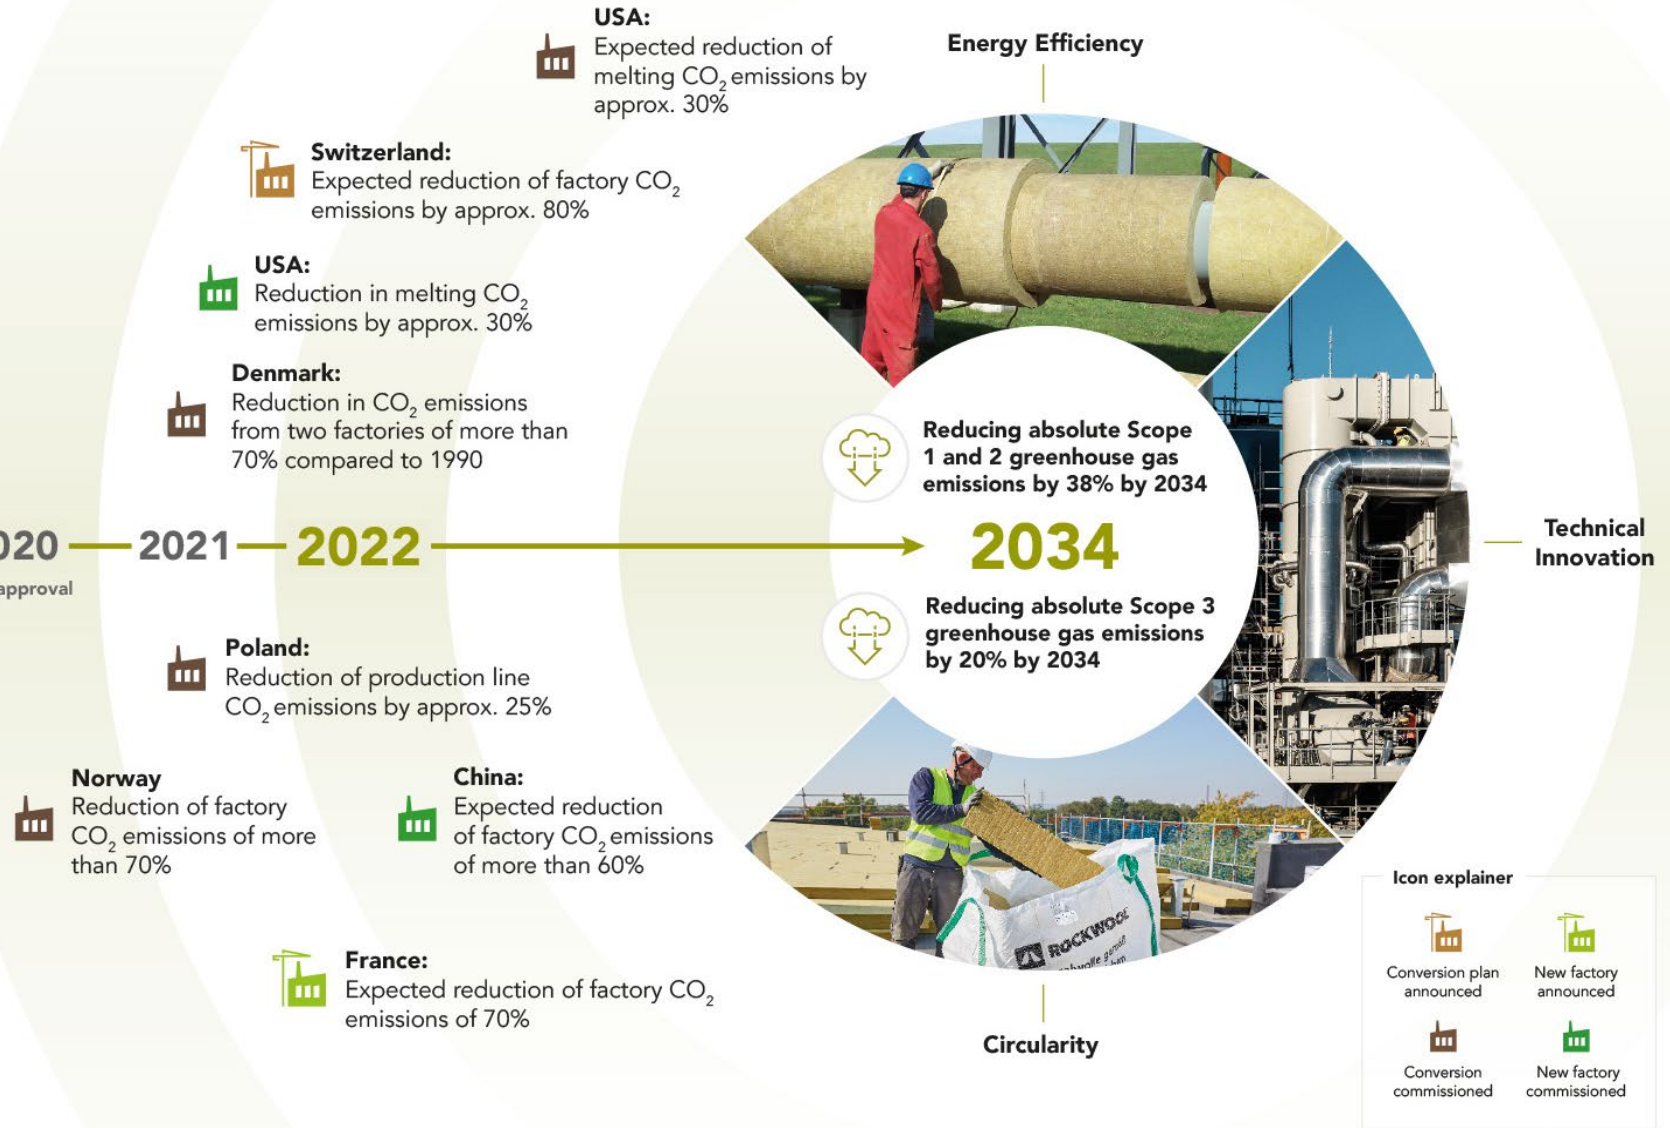 USA:
Expected reduction of
melting CO2 emissions by
approx. 30%
Energy Efficiency
Switzerland:
Expected reduction of factory CO2
emissions by approx. 80%
USA:
Reduction in melting CO2
emissions by approx. 30%
Denmark:
Reduction in CO2 emissions
from two factories of more than
70% compared to 1990
Reducing absolute Scope
1 and 2 greenhouse gas
emissions by 38% by 2034
020 2021 2022 2034
approval
Technical
Innovation
Reducing absolute Scope 3
greenhouse gas emissions
by 20% by 2034
Poland:
Reduction of production line
CO2 emissions by approx. 25%
Norway
Reduction of factory
CO2 emissions of more
than 70%
China:
Expected reduction
of factory CO2 emissions
of more than 60%
ROCKWOOL
France:
Expected reduction of factory CO2
emissions of 70%
Circularity
Icon explainer
Conversion plan
announced
New factory
announced
Conversion
commissioned
New factory
commissioned